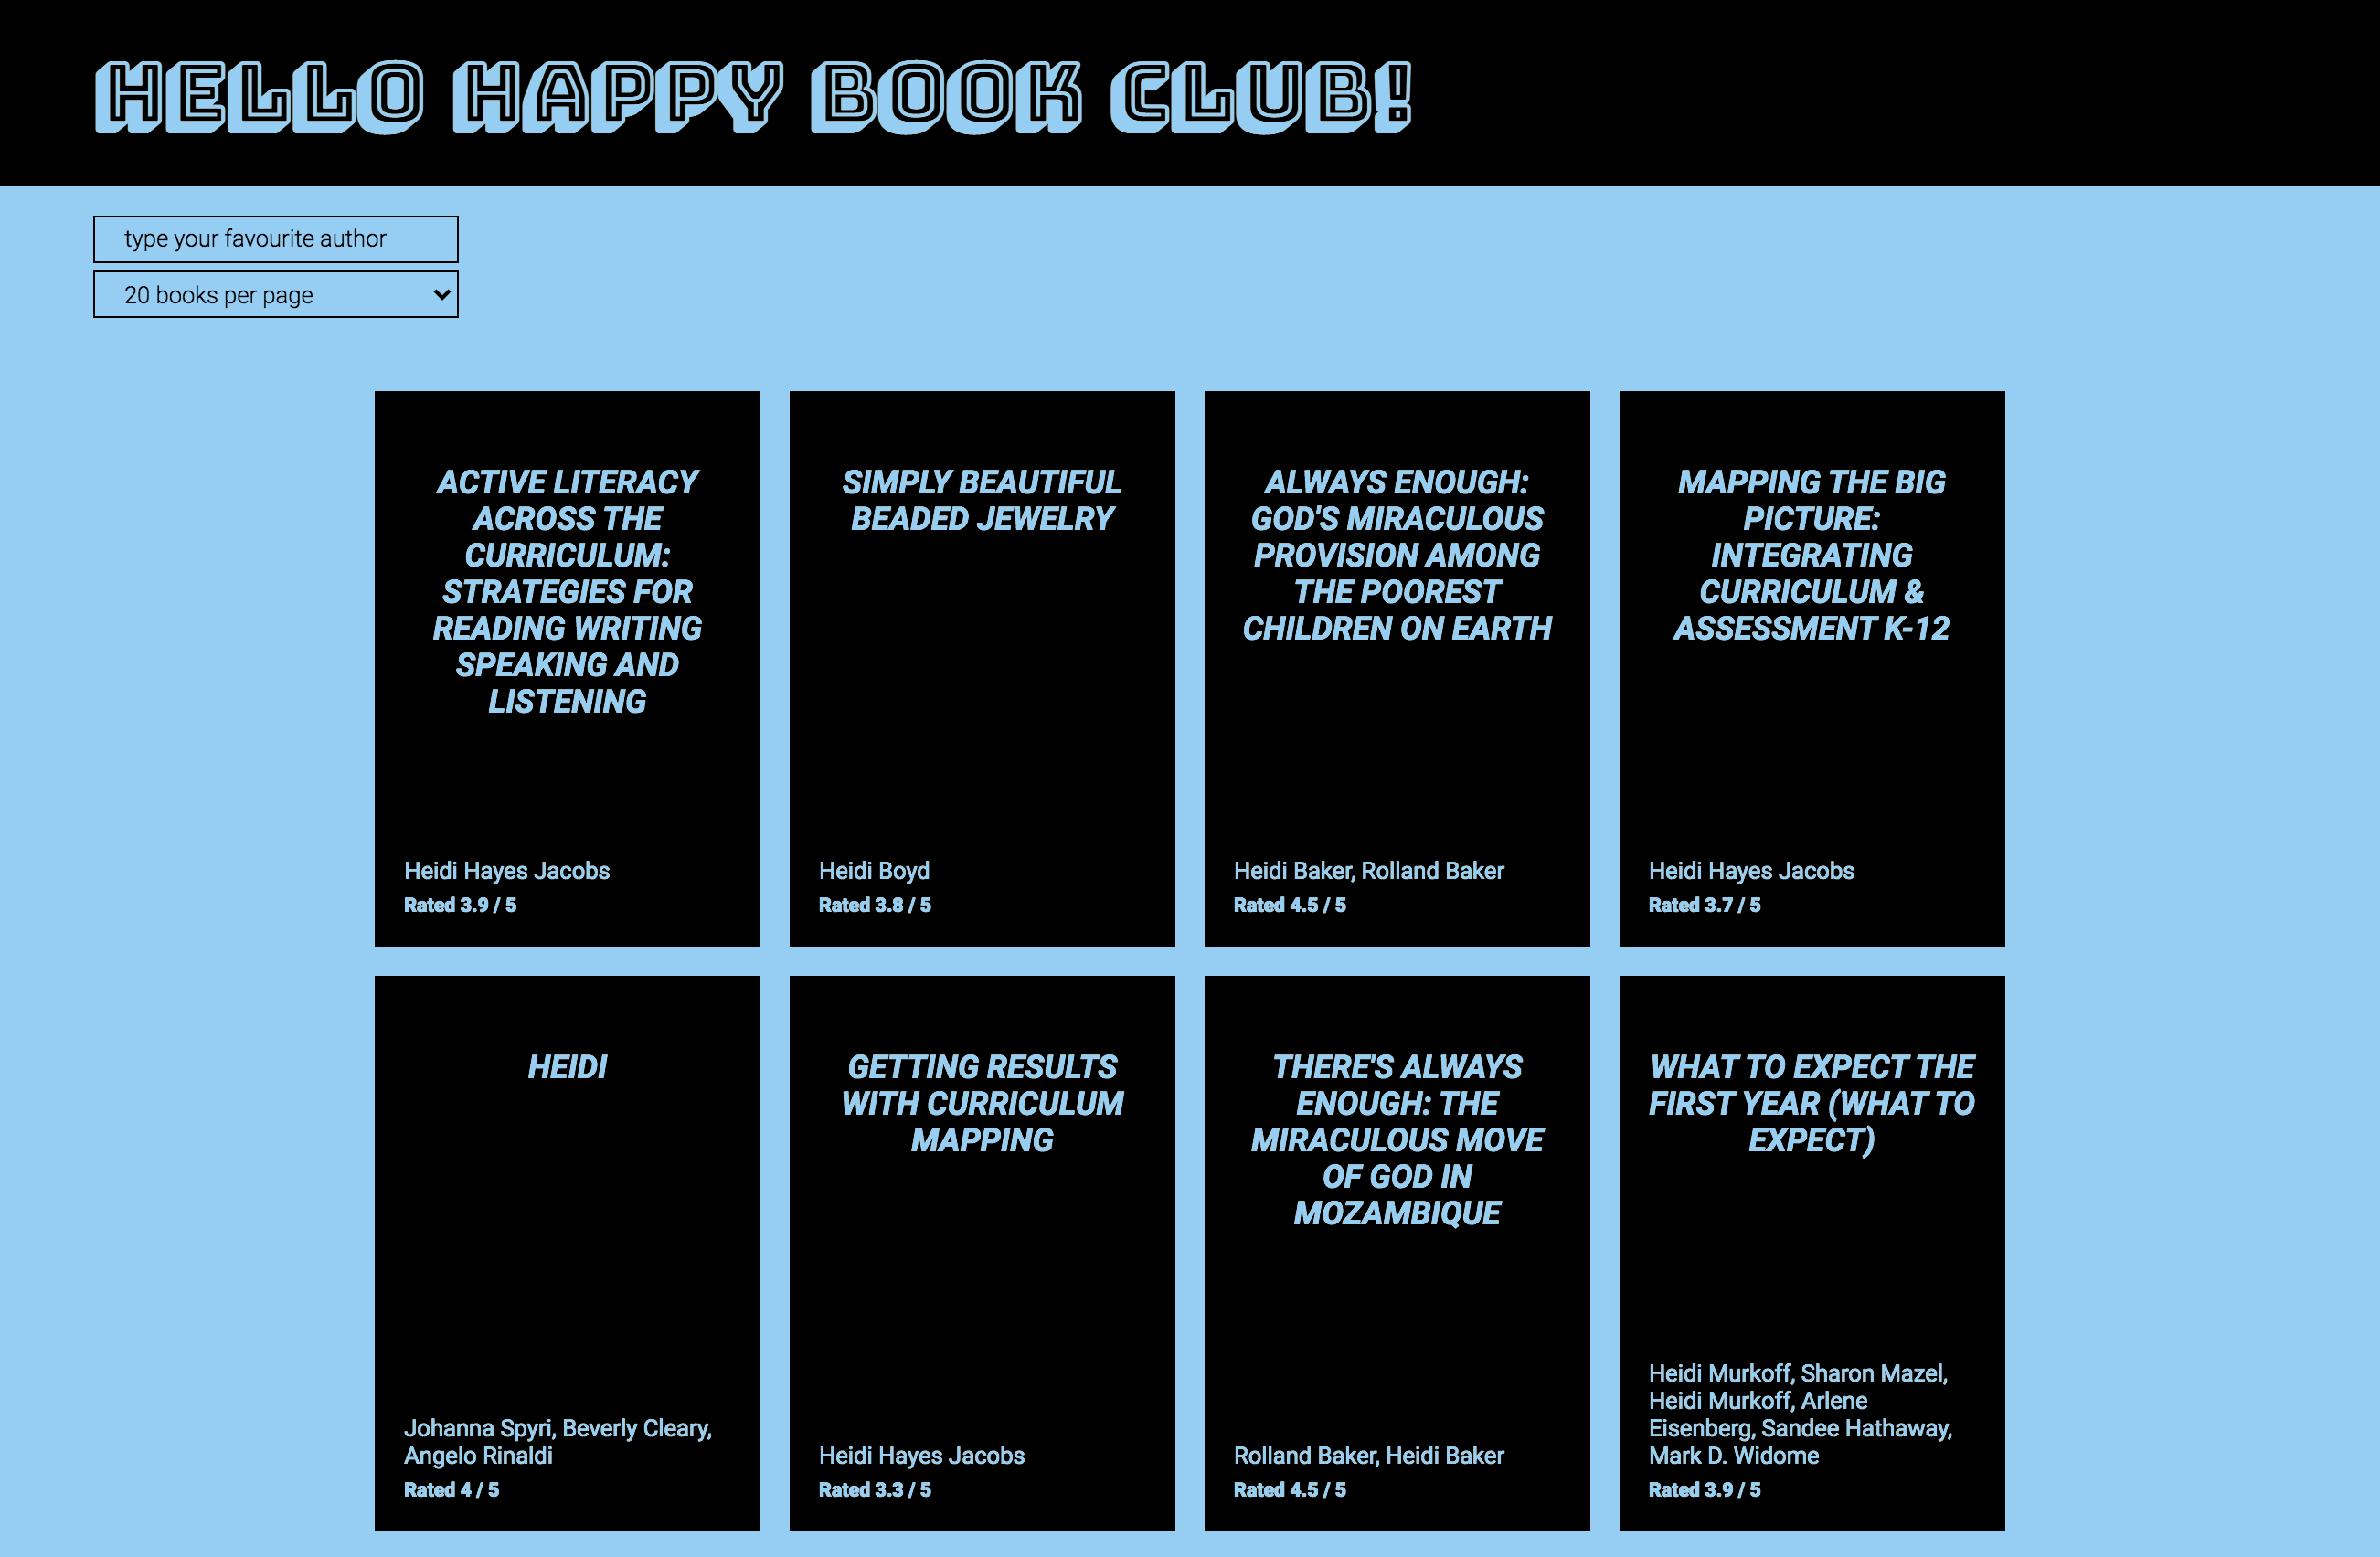 HELLO HAPPY BOOK CLUB!
type your favourite author
20 books per page
ACTIVE LITERACY
ACROSS THE
CURRICULUM:
STRATEGIES FOR
READING WRITING
SPEAKING AND
LISTENING
Heidi Hayes Jacobs
Rated 3.9 / 5
SIMPLY BEAUTIFUL
BEADED JEWELRY
Heidi Boyd
Rated 3.8 / 5
ALWAYS ENOUGH:
GOD'S MIRACULOUS
PROVISION AMONG
THE POOREST
CHILDREN ON EARTH
Heidi Baker, Rolland Baker
Rated 4.5 / 5
MAPPING THE BIG
PICTURE:
INTEGRATING
CURRICULUM &
ASSESSMENT K-12
Heidi Hayes Jacobs
Rated 3.7 / 5
HEIDI
Johanna Spyri, Beverly Cleary,
Angelo Rinaldi
Rated 4 / 5
GETTING RESULTS
WITH CURRICULUM
MAPPING
Heidi Hayes Jacobs
Rated 3.3 / 5
THERE'S ALWAYS
ENOUGH: THE
MIRACULOUS MOVE
OF GOD IN
MOZAMBIQUE
Rolland Baker, Heidi Baker
Rated 4.5 / 5
WHAT TO EXPECT THE
FIRST YEAR (WHAT TO
EXPECT)
Heidi Murkoff, Sharon Mazel,
Heidi Murkoff, Arlene
Eisenberg, Sandee Hathaway,
Mark D. Widome
Rated 3.9 / 5